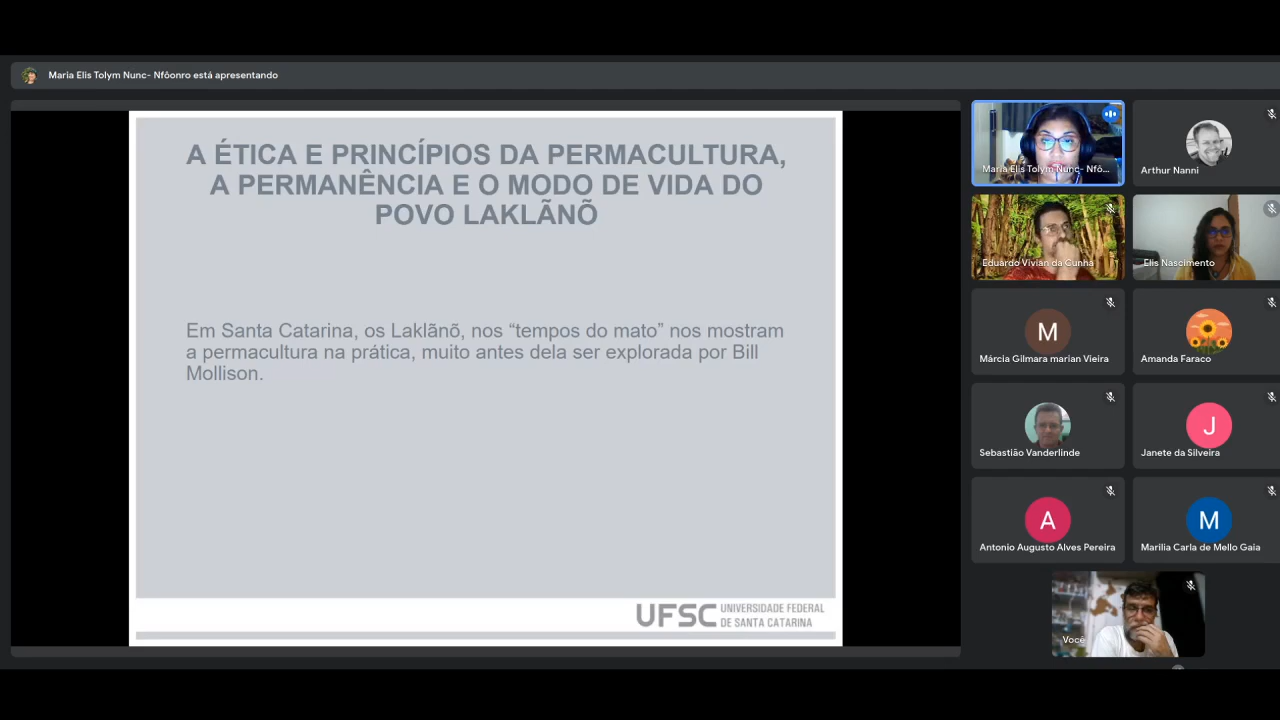 Maria Elis Tolym Nunc- Nfôonro está apresentando
A ÉTICA E PRINCÍPIOS DA PERMACULTURA,
A PERMANÊNCIA E O MODO DE VIDA DO
POVO LAKLÃNÕ
Em Santa Catarina, os Laklãnõ, nos “tempos do mato” nos mostram
a permacultura na prática, muito antes dela ser explorada por Bill
Mollison.
UFSC UNIVERSIDADE FEDERAL
DE SANTA CATARINA
Maria Elis Tolym Nunc- Nfô...
Arthur Nanni
Eduardo Vivian da Cunha
Elis Nascimento
M
Márcia Gilmara marian Vieira
Amanda Faraco
Sebastião Vanderlinde
J
Janete da Silveira
A
Antonio Augusto Alves Pereira
M
Marilia Carla de Mello Gaia
Você